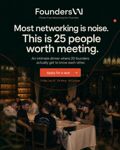 Founders
Most networking is noise.
This is 25 people
worth meeting.
An intimate dinner where 25 founders
actually get to know each other.
Apply for a seat